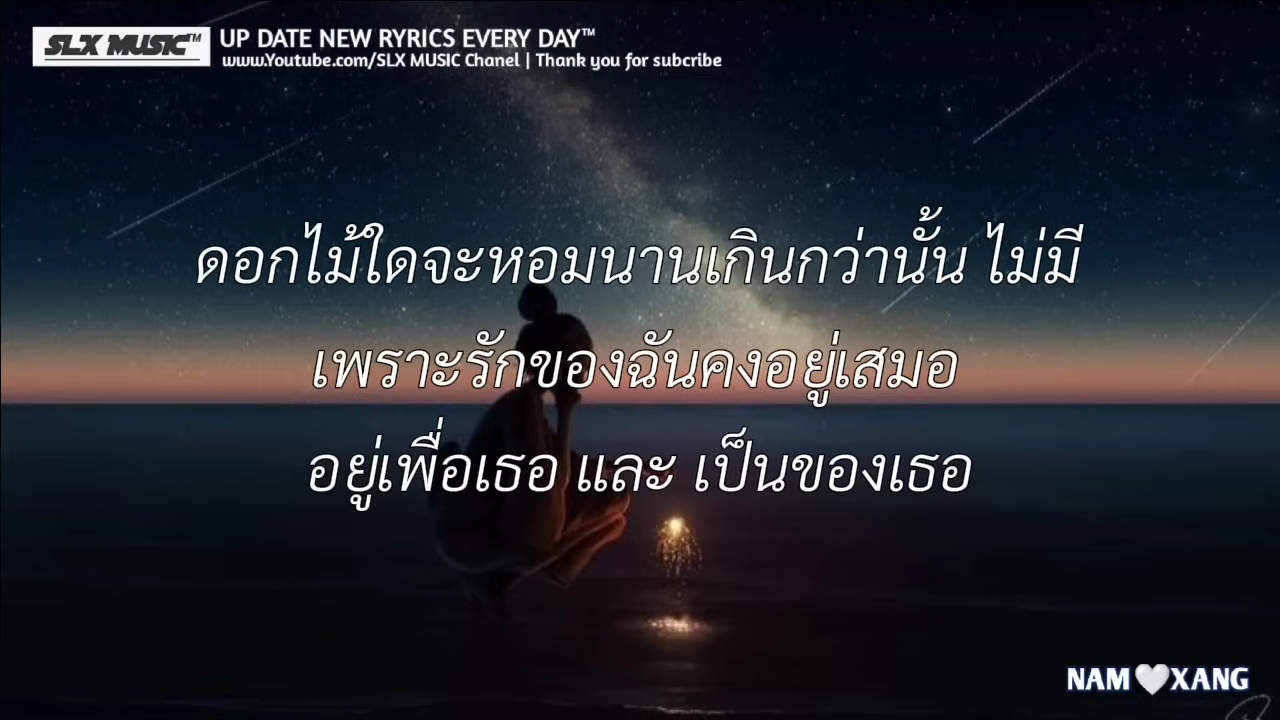 SLX MUSIC™
UP DATE NEW RYRICS EVERY DAY™
www.Youtube.com/SLX MUSIC Chanel | Thank you for subcribe
ดอกไม้ใดจะหอมนานเกินกว่านั้น ไม่มี
เพราะรักของฉันคงอยู่เสมอ
อยู่เพื่อเธอ และ เป็นของเธอ
NAM🤍XANG